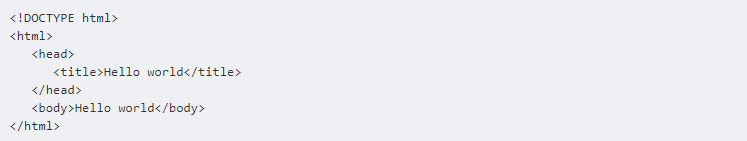 <!DOCTYPE html>
<html>
   <head>
      <title>Hello world</title>
   </head>
   <body>Hello world</body>
</html>